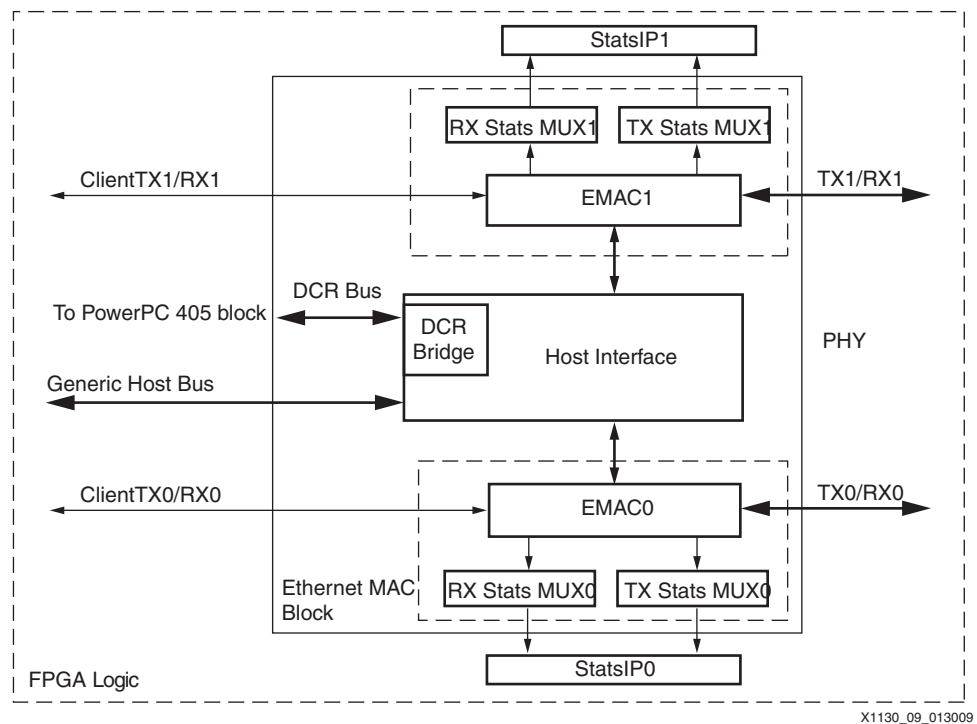 StatsIP1
RX Stats MUX1
TX Stats MUX1
ClientTX1/RX1
EMAC1
TX1/RX1
DCR Bus
To PowerPC 405 block
DCR
Bridge
Host Interface
PHY
Generic Host Bus
ClientTX0/RX0
EMAC0
TX0/RX0
Ethernet MAC
Block
RX Stats MUX0
TX Stats MUX0
StatsIP0
FPGA Logic
X1130_09_013009